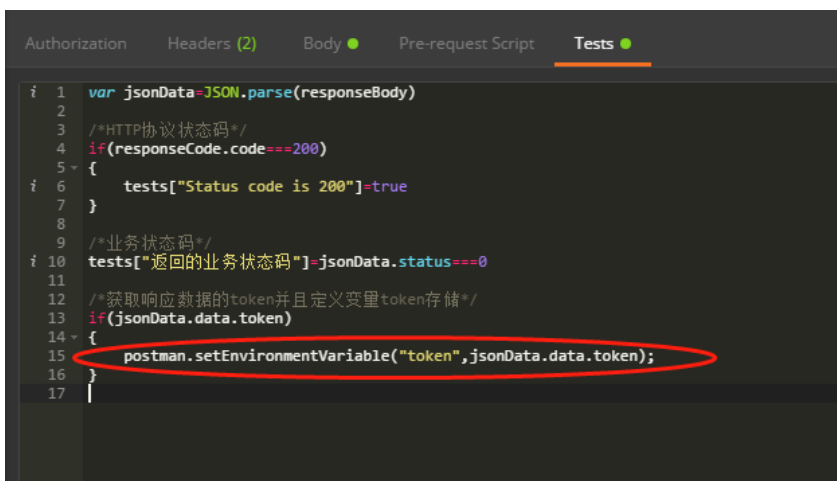 Authorization Headers (2) Body Pre-request Script Tests
i 1 var jsonData=JSON.parse(responseBody)
2
3 /*HTTP协议状态码*/
4 if(responseCode.code===200)
5 {
i 6 tests["Status code is 200"]=true
7 }
8
9 /*业务状态码*/
i 10 tests["返回的业务状态码"]=jsonData.status===0
11
12 /*获取响应数据的token并且定义变量token存储*/
13 if(jsonData.data.token)
14 {
15 postman.setEnvironmentVariable("token",jsonData.data.token);
16 }
17